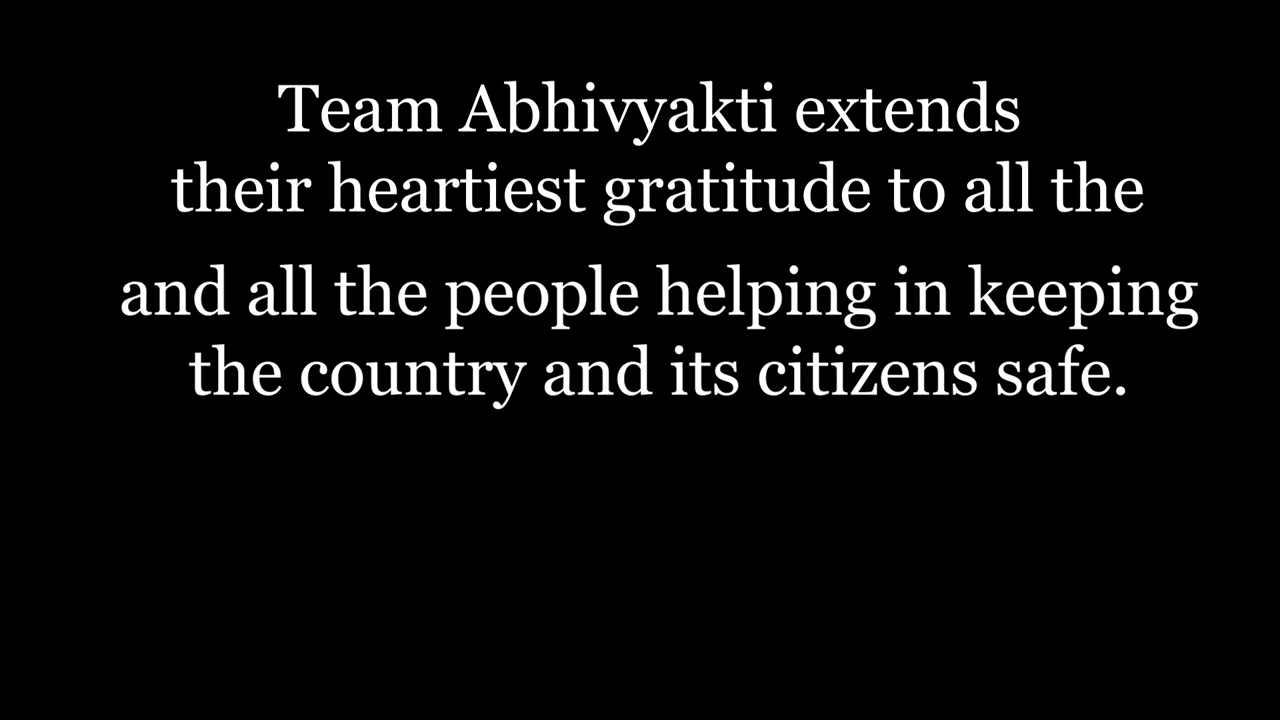 Team Abhivyakti extends
their heartiest gratitude to all the
and all the people helping in keeping
the country and its citizens safe.